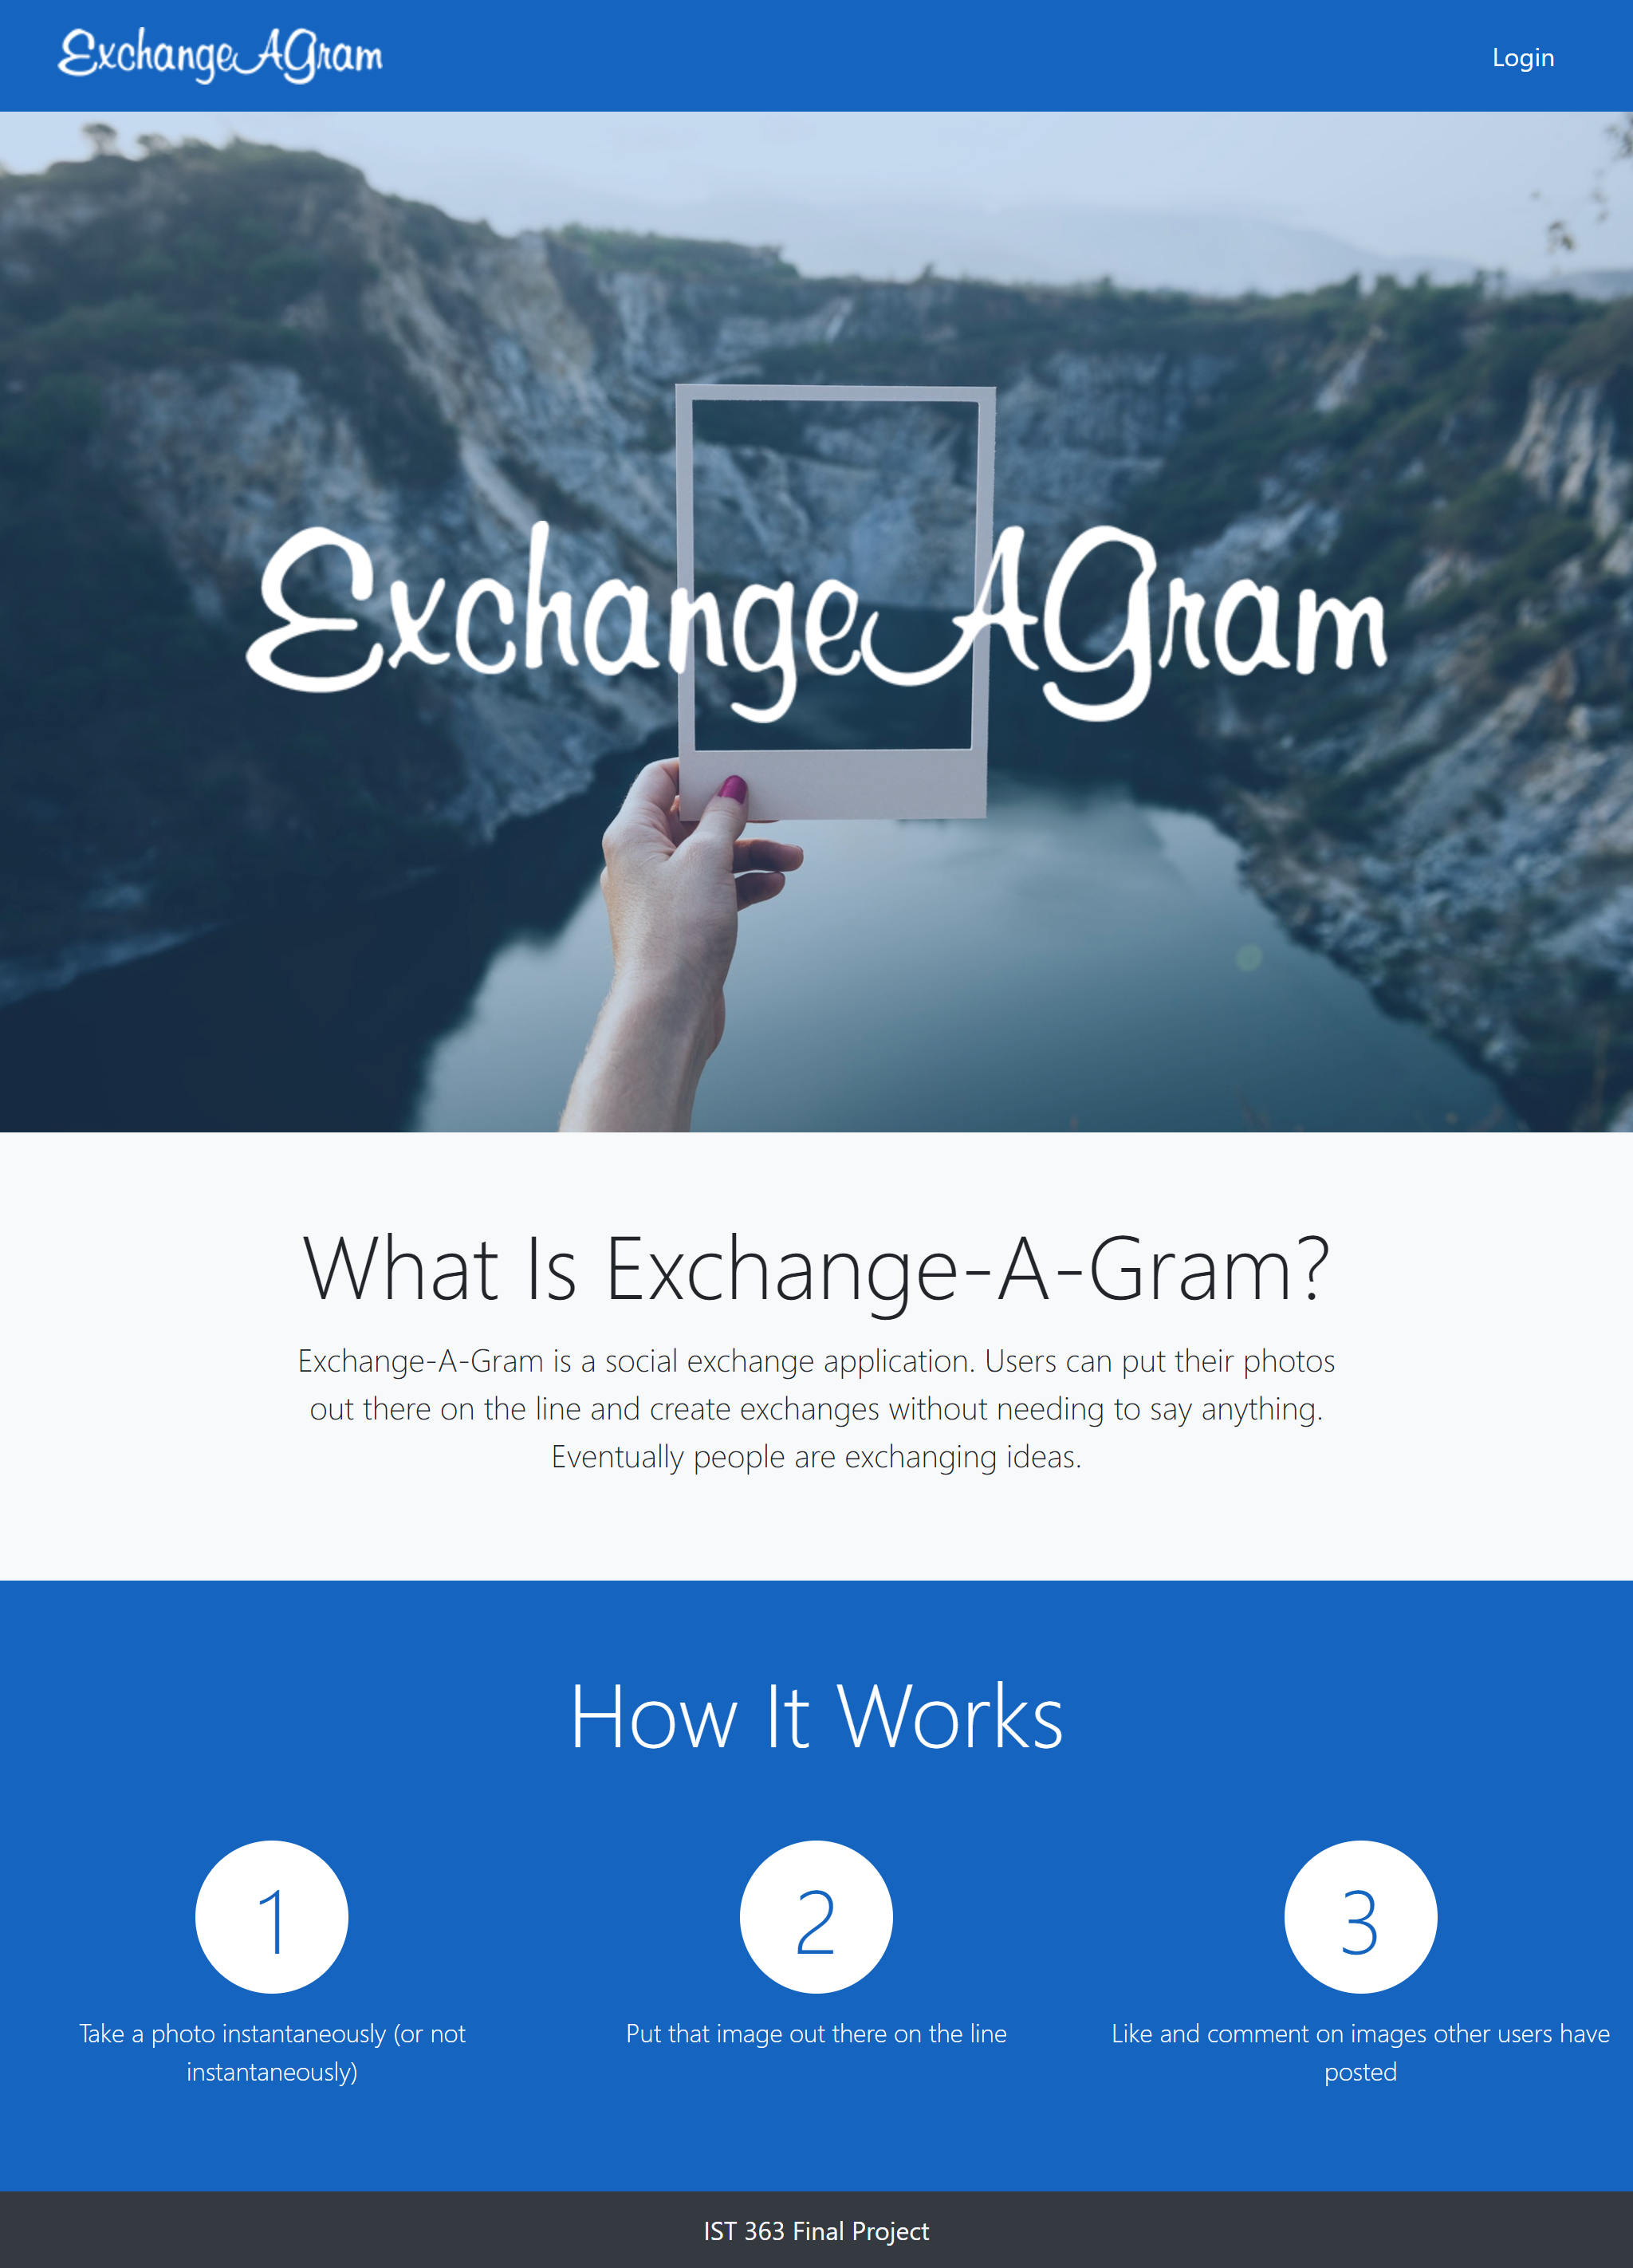 ExchangeAGram
Login
ExchangeAGram
What Is Exchange-A-Gram?
Exchange-A-Gram is a social exchange application. Users can put their photos
out there on the line and create exchanges without needing to say anything.
Eventually people are exchanging ideas.
How It Works
1
2
3
Take a photo instantaneously (or not
instantaneously)
Put that image out there on the line
Like and comment on images other users have
posted
IST 363 Final Project